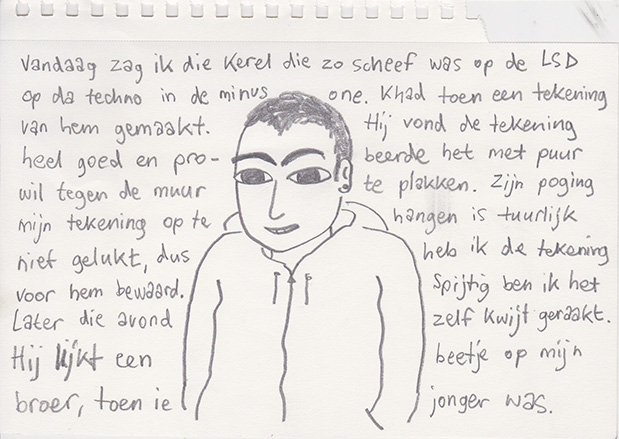 Vandaag zag ik die kerel die zo scheef was op de LSD
op da techno in de minus one. Khad toen een tekening
van hem gemaakt. Hij vond de tekening
heel goed en pro- beerde het met puur
wil tegen de muur te plakken. Zijn poging
mijn tekening op te hangen is tuurlijk
niet gelukt, dus heb ik de tekening
voor hem bewaard. Spijtig ben ik het
Later die avond zelf kwijt geraakt.
Hij lijkt een beetje op mijn
broer, toen ie jonger was.